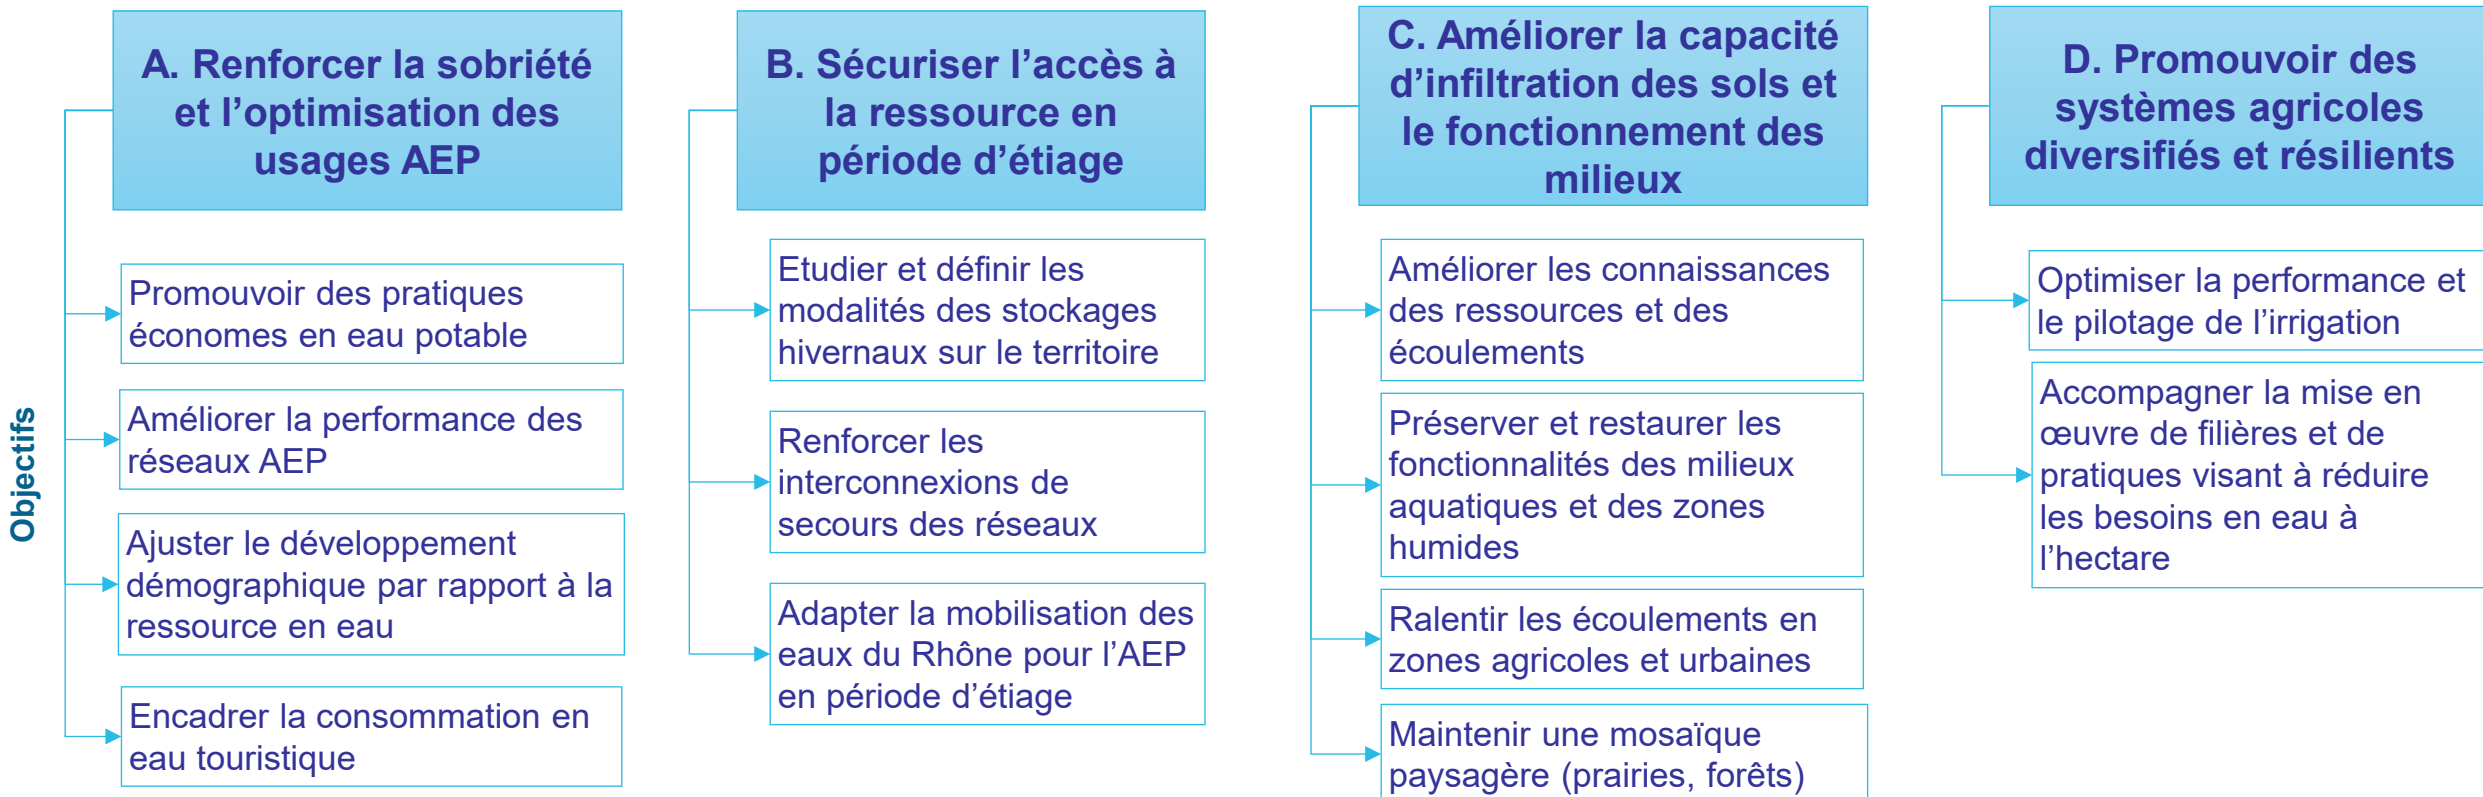 Objectifs
A. Renforcer la sobriété
et l’optimisation des
usages AEP
Promouvoir des pratiques
économes en eau potable
Améliorer la performance des
réseaux AEP
Ajuster le développement
démographique par rapport à la
ressource en eau
Encadrer la consommation en
eau touristique
B. Sécuriser l’accès à
la ressource en
période d’étiage
Etudier et définir les
modalités des stockages
hivernaux sur le territoire
Renforcer les
interconnexions de
secours des réseaux
Adapter la mobilisation des
eaux du Rhône pour l’AEP
en période d’étiage
C. Améliorer la capacité
d’infiltration des sols et
le fonctionnement des
milieux
Améliorer les connaissances
des ressources et des
écoulements
Préserver et restaurer les
fonctionnalités des milieux
aquatiques et des zones
humides
Ralentir les écoulements en
zones agricoles et urbaines
Maintenir une mosaïque
paysagère (prairies, forêts)
D. Promouvoir des
systèmes agricoles
diversifiés et résilients
Optimiser la performance et
le pilotage de l’irrigation
Accompagner la mise en
œuvre de filières et de
pratiques visant à réduire
les besoins en eau à
l’hectare